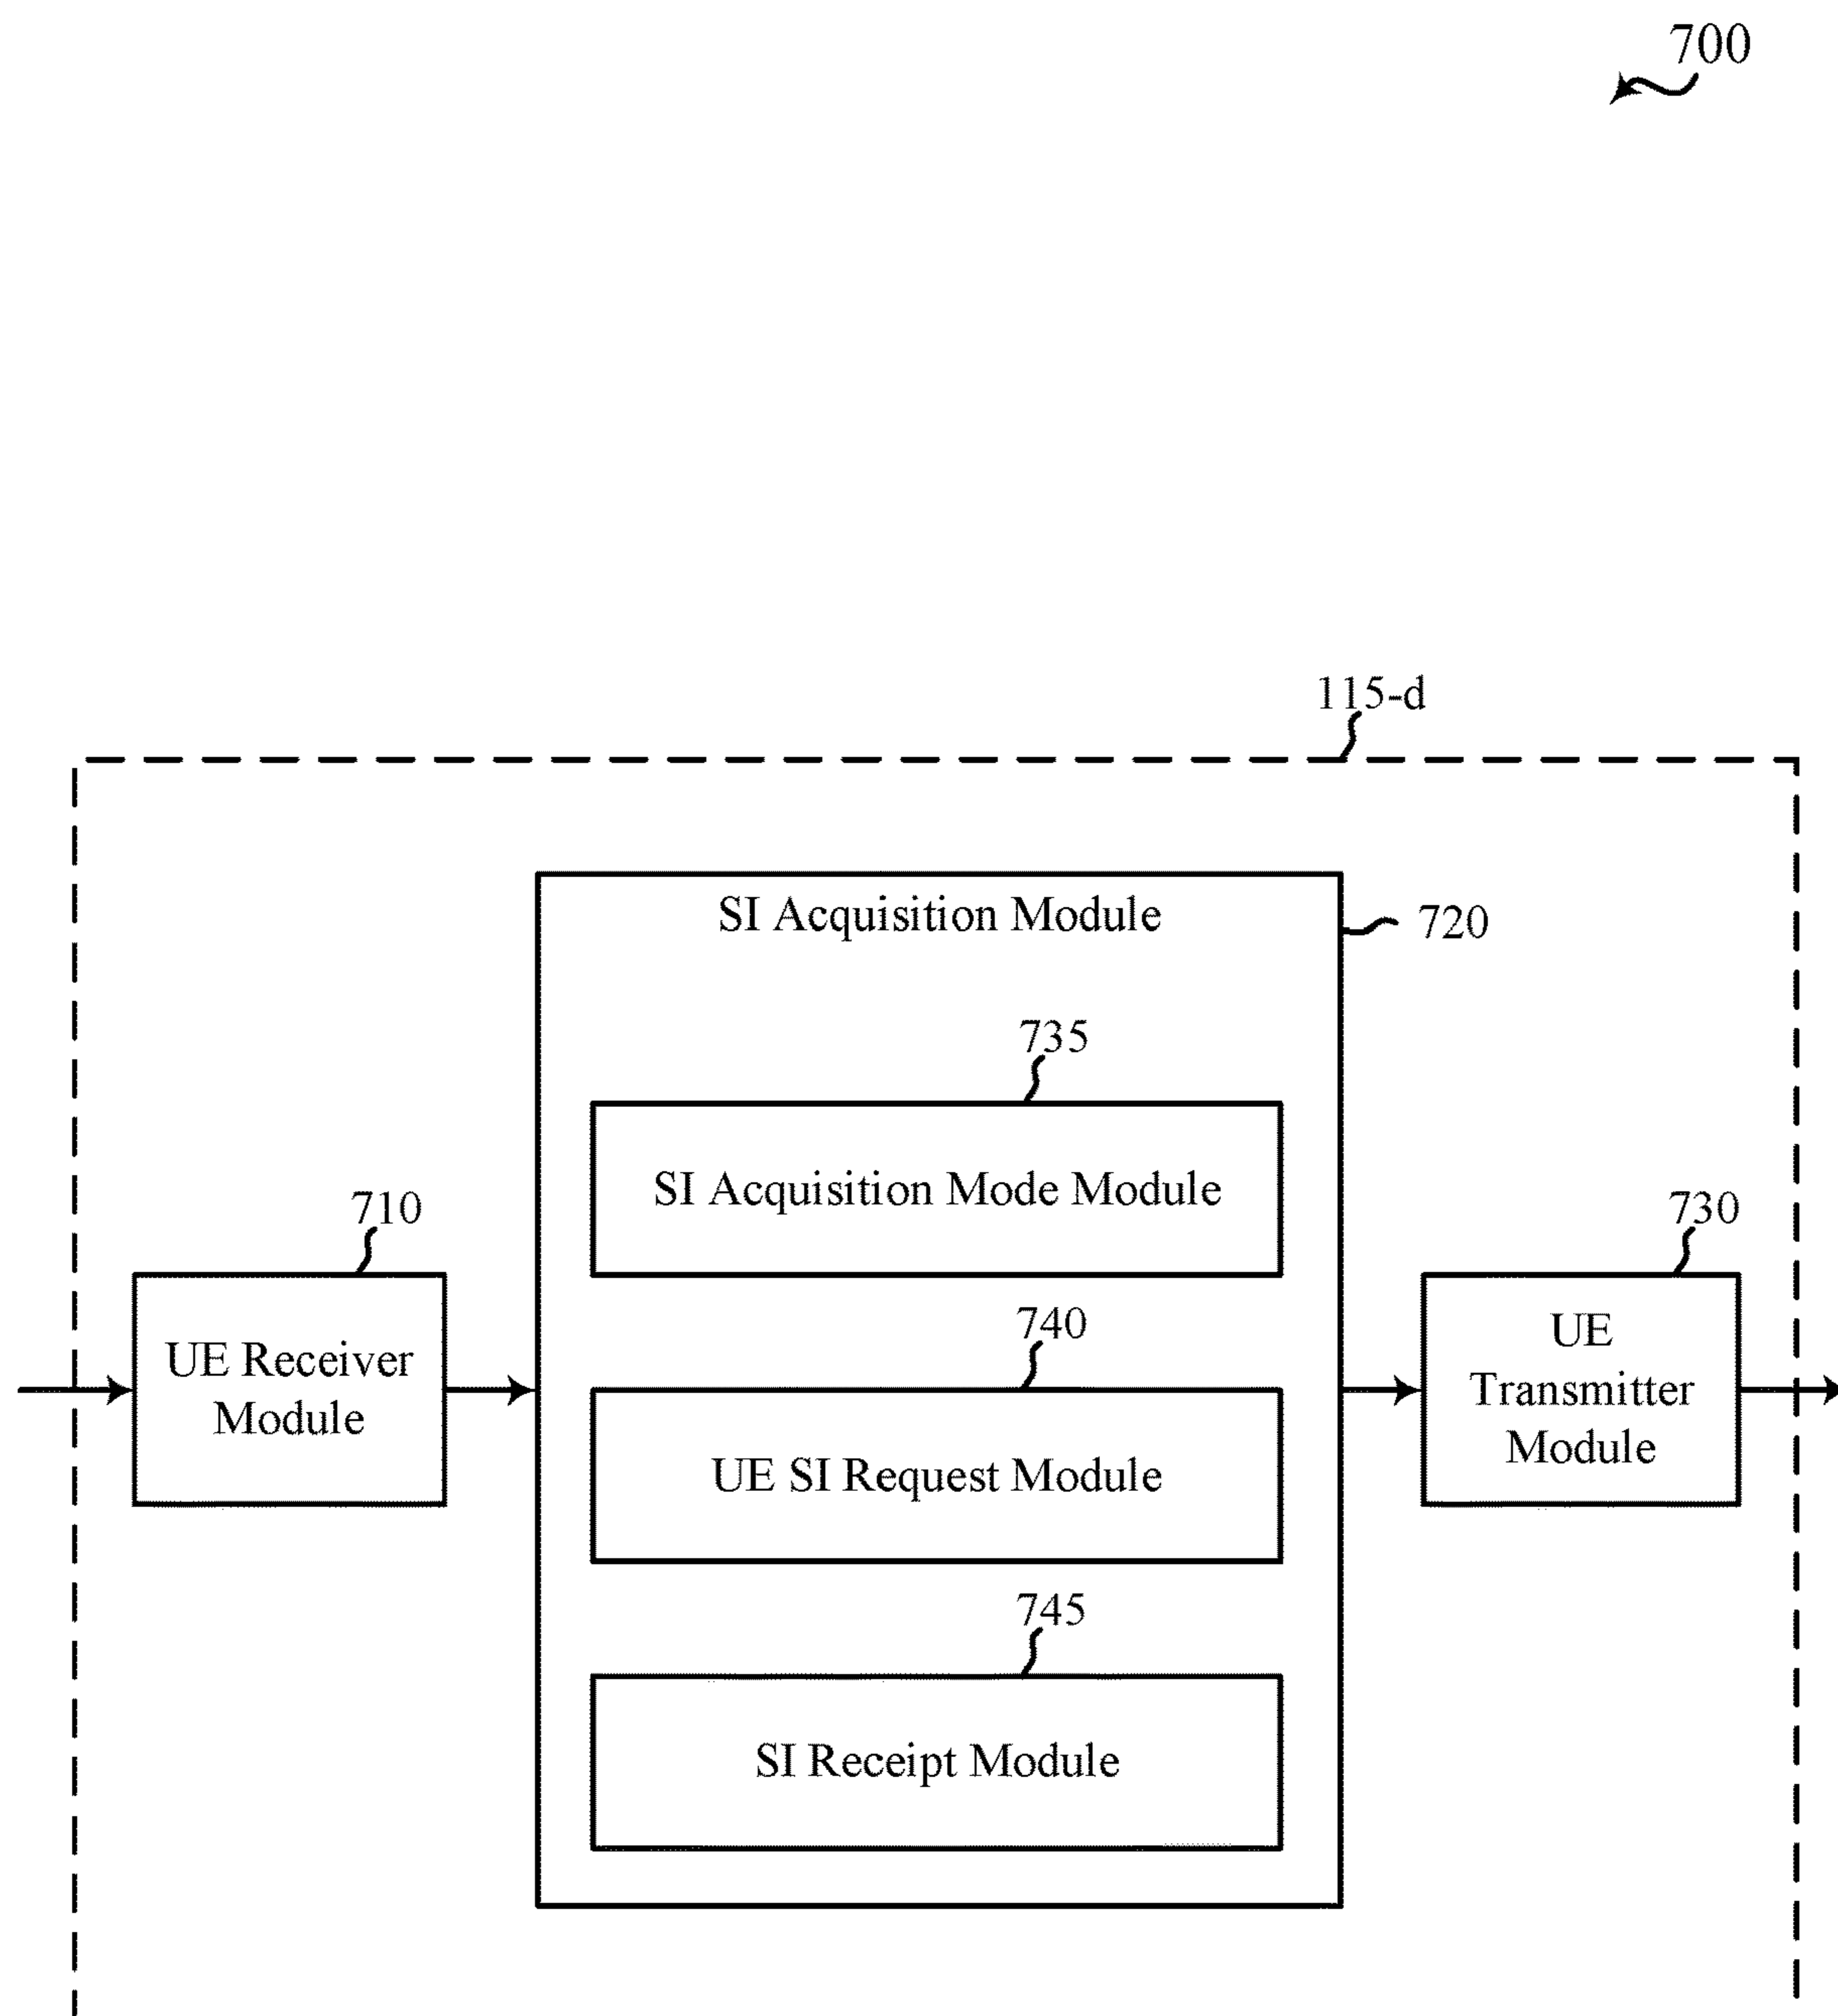 700
115-d
SI Acquisition Module
720
735
SI Acquisition Mode Module
710
730
UE Receiver
Module
740
UE SI Request Module
UE
Transmitter
Module
745
SI Receipt Module